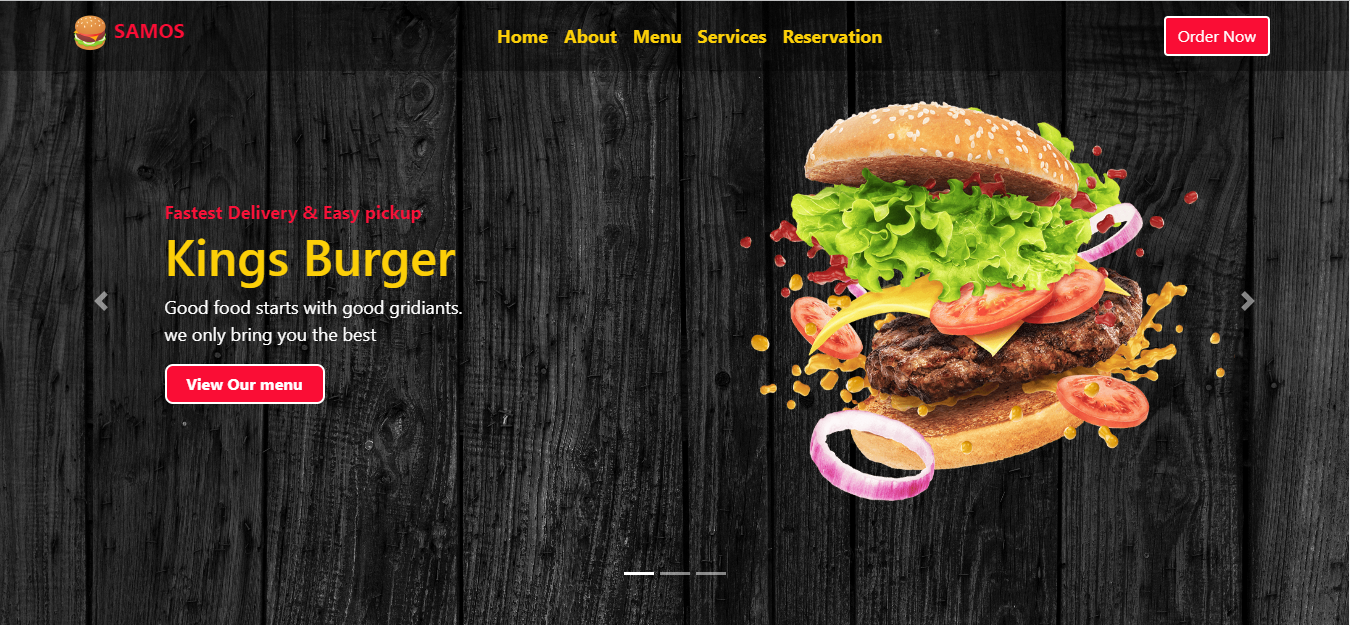 SAMOS
Home About Menu Services Reservation
Order Now
Fastest Delivery & Easy pickup
Kings Burger
Good food starts with good gridiants.
we only bring you the best
View Our menu